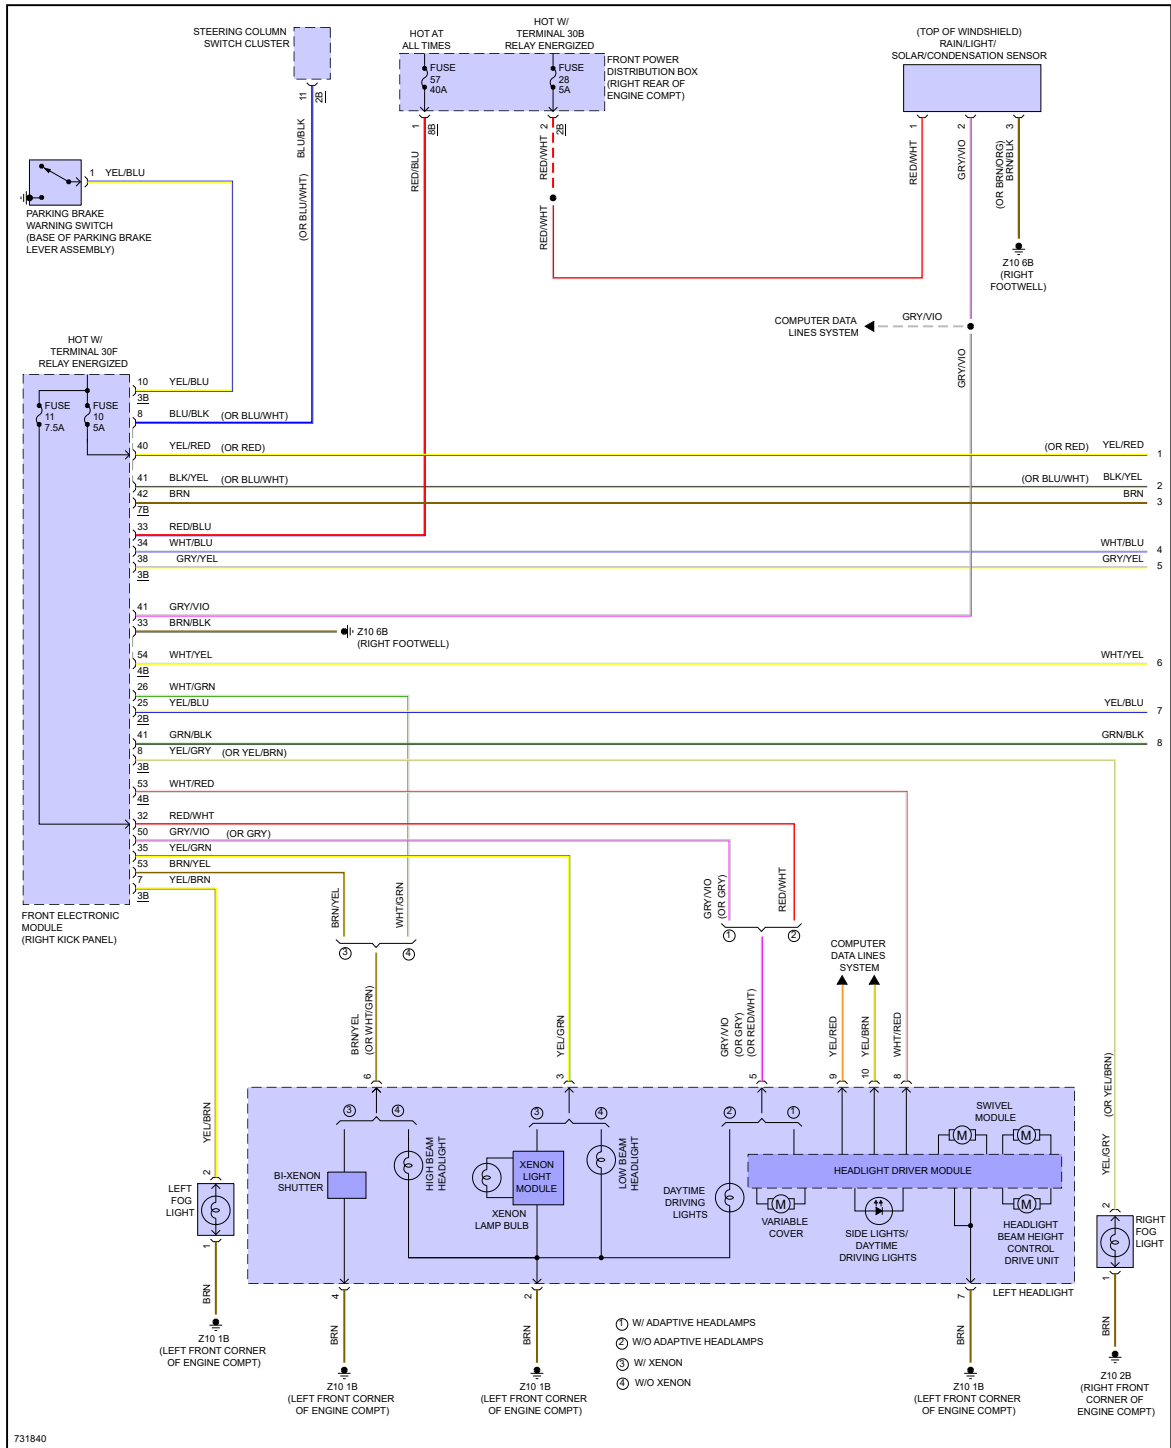 STEERING COLUMN
SWITCH CLUSTER
11
2B
BLU/BLK
(OR BLU/WHT)
HOT AT
ALL TIMES
HOT W/
TERMINAL 30B
RELAY ENERGIZED
FUSE
57
40A
FUSE
28
5A
FRONT POWER
DISTRIBUTION BOX
(RIGHT REAR OF
ENGINE COMPT)
1
8B
RED/BLU
2
2B
RED/WHT
RED/WHT
(TOP OF WINDSHIELD)
RAIN/LIGHT/
SOLAR/CONDENSATION SENSOR
1
2
3
RED/WHT
GRY/VIO
(OR BRN/ORG)
BRN/BLK
Z10 6B
(RIGHT
FOOTWELL)
COMPUTER DATA
LINES SYSTEM
GRY/VIO
GRY/VIO
1 YEL/BLU
PARKING BRAKE
WARNING SWITCH
(BASE OF PARKING BRAKE
LEVER ASSEMBLY)
HOT W/
TERMINAL 30F
RELAY ENERGIZED
FUSE
11
7.5A
FUSE
10
5A
10 YEL/BLU
3B
8 BLU/BLK (OR BLU/WHT)
40 YEL/RED (OR RED) (OR RED) YEL/RED 1
41 BLK/YEL (OR BLU/WHT) (OR BLU/WHT) BLK/YEL 2
42 BRN BRN 3
7B
33 RED/BLU
34 WHT/BLU WHT/BLU 4
38 GRY/YEL GRY/YEL 5
3B
41 GRY/VIO
33 BRN/BLK
Z10 6B
(RIGHT FOOTWELL)
54 WHT/YEL WHT/YEL 6
4B
26 WHT/GRN
25 YEL/BLU YEL/BLU 7
2B
41 GRN/BLK GRN/BLK 8
8 YEL/GRY (OR YEL/BRN)
3B
53 WHT/RED
4B
32 RED/WHT
50 GRY/VIO (OR GRY)
35 YEL/GRN
53 BRN/YEL
7 YEL/BRN
3B
FRONT ELECTRONIC
MODULE
(RIGHT KICK PANEL)
BRN/YEL
WHT/GRN
3 4
GRY/VIO
(OR GRY)
RED/WHT
1 2
COMPUTER
DATA LINES
SYSTEM
BRN/YEL
(OR WHT/GRN)
YEL/GRN
GRY/VIO
(OR GRY)
(OR RED/WHT)
YEL/RED
YEL/BRN
WHT/RED
6 3 5 9 10 8
3 4 3 4 2 1
BI-XENON
SHUTTER
HIGH BEAM
HEADLIGHT
XENON
LIGHT
MODULE
XENON
LAMP BULB
LOW BEAM
HEADLIGHT
DAYTIME
DRIVING
LIGHTS
SWIVEL
MODULE
M M
HEADLIGHT DRIVER MODULE
M M
VARIABLE
COVER
SIDE LIGHTS/
DAYTIME
DRIVING LIGHTS
HEADLIGHT
BEAM HEIGHT
CONTROL
DRIVE UNIT
LEFT HEADLIGHT
YEL/BRN
2
LEFT
FOG
LIGHT
1
BRN
Z10 1B
(LEFT FRONT CORNER
OF ENGINE COMPT)
4
BRN
Z10 1B
(LEFT FRONT CORNER
OF ENGINE COMPT)
2
BRN
Z10 1B
(LEFT FRONT CORNER
OF ENGINE COMPT)
1 W/ ADAPTIVE HEADLAMPS
2 W/O ADAPTIVE HEADLAMPS
3 W/ XENON
4 W/O XENON
7
BRN
Z10 1B
(LEFT FRONT CORNER
OF ENGINE COMPT)
(OR YEL/BRN)
YEL/GRY
2
RIGHT
FOG
LIGHT
1
BRN
Z10 2B
(RIGHT FRONT
CORNER OF
ENGINE COMPT)
731840